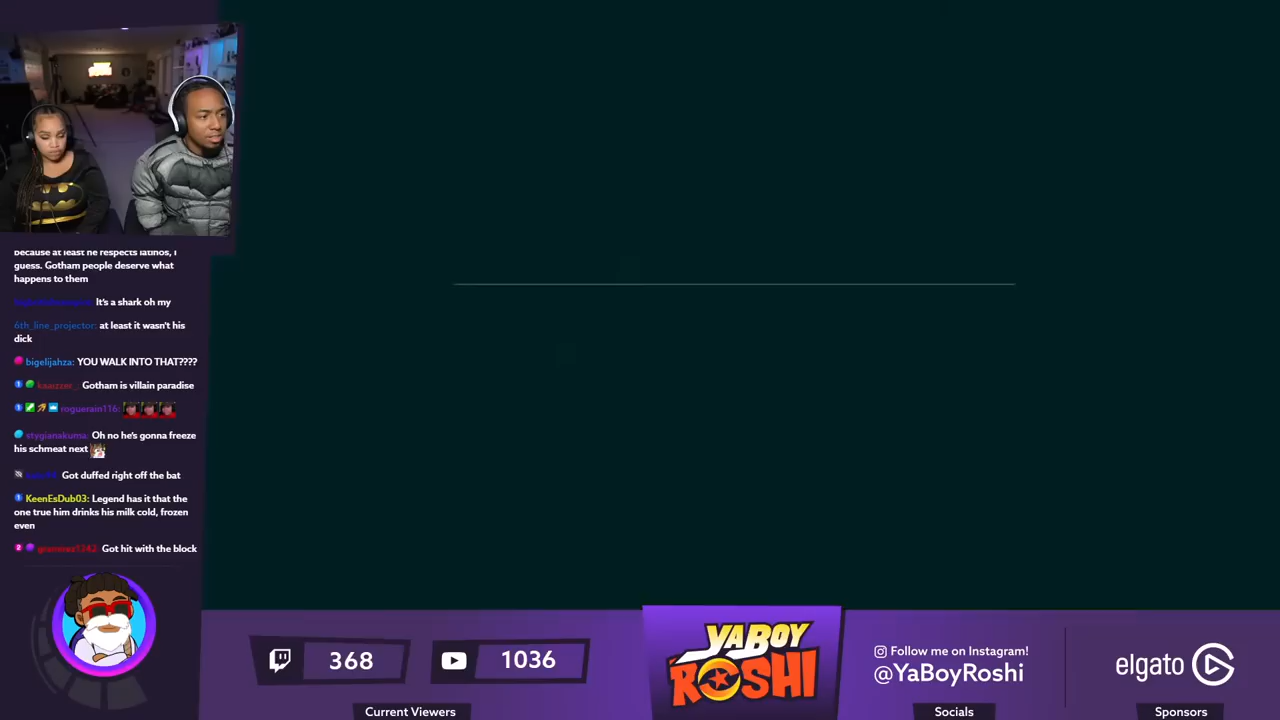 because at least he respects latinos, I
guess. Gotham people deserve what
happens to them
It's a shark oh my
6th_line_projector: at least it wasn't his
dick
bigelijahza: YOU WALK INTO THAT????
Gotham is villain paradise
roguerain116:
stygianakuma: Oh no he's gonna freeze
his schmeat next
Got duffed right off the bat
KeenEsDub03: Legend has it that the
one true him drinks his milk cold, frozen
even
Got hit with the block
368
1036
Current Viewers
YABOY
ROSHI
Follow me on Instagram!
@YaBoyRoshi
Socials
elgato
Sponsors